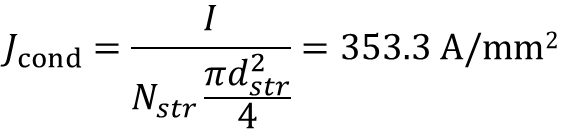 J_cond = I / (N_str πd_str² / 4) = 353.3 A/mm²